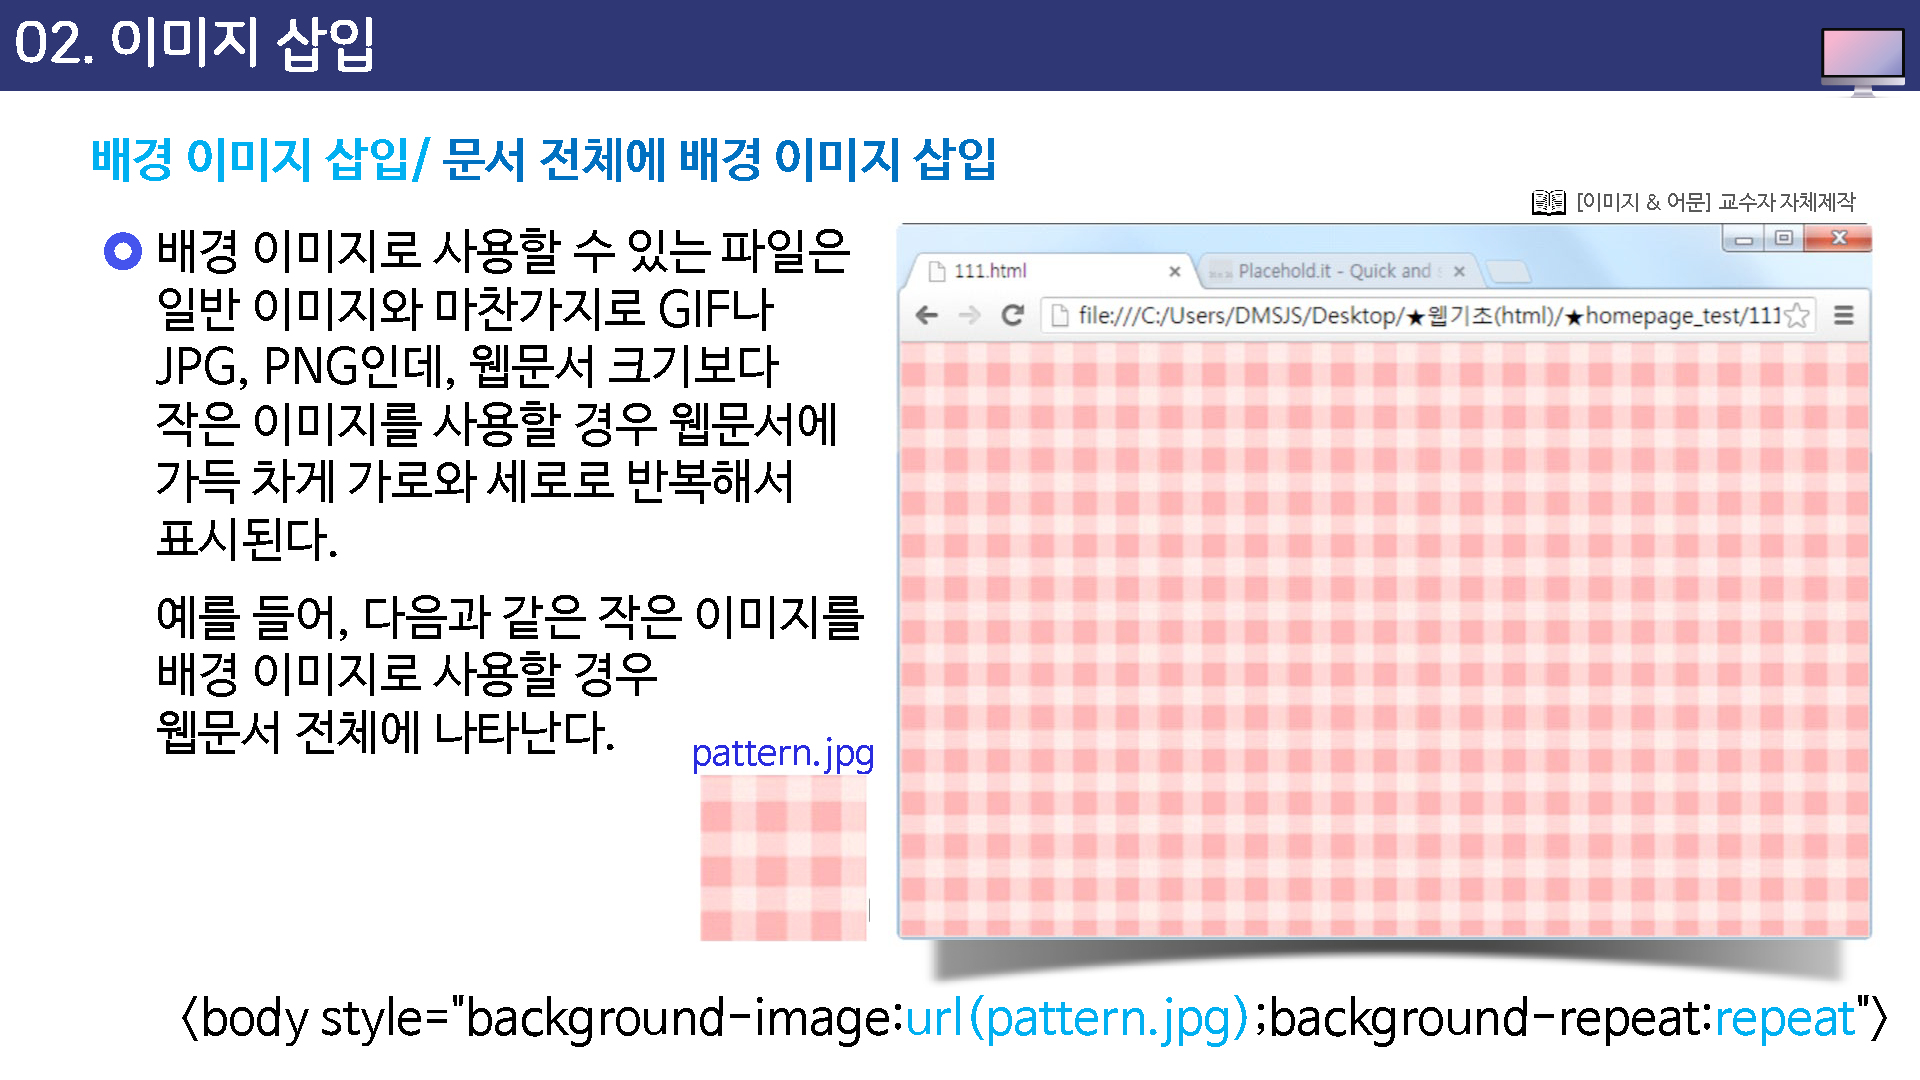 02. 이미지 삽입
배경 이미지 삽입/ 문서 전체에 배경 이미지 삽입
[이미지 & 어문] 교수자 자체제작
배경 이미지로 사용할 수 있는 파일은
일반 이미지와 마찬가지로 GIF나
JPG, PNG인데, 웹문서 크기보다
작은 이미지를 사용할 경우 웹문서에
가득 차게 가로와 세로로 반복해서
표시된다.
예를 들어, 다음과 같은 작은 이미지를
배경 이미지로 사용할 경우
웹문서 전체에 나타난다.
pattern.jpg
111.html
Placehold.it - Quick and
file:///C:/Users/DMSJS/Desktop/★웹기초(html)/★homepage_test/111
<body style="background-image:url(pattern.jpg);background-repeat:repeat">